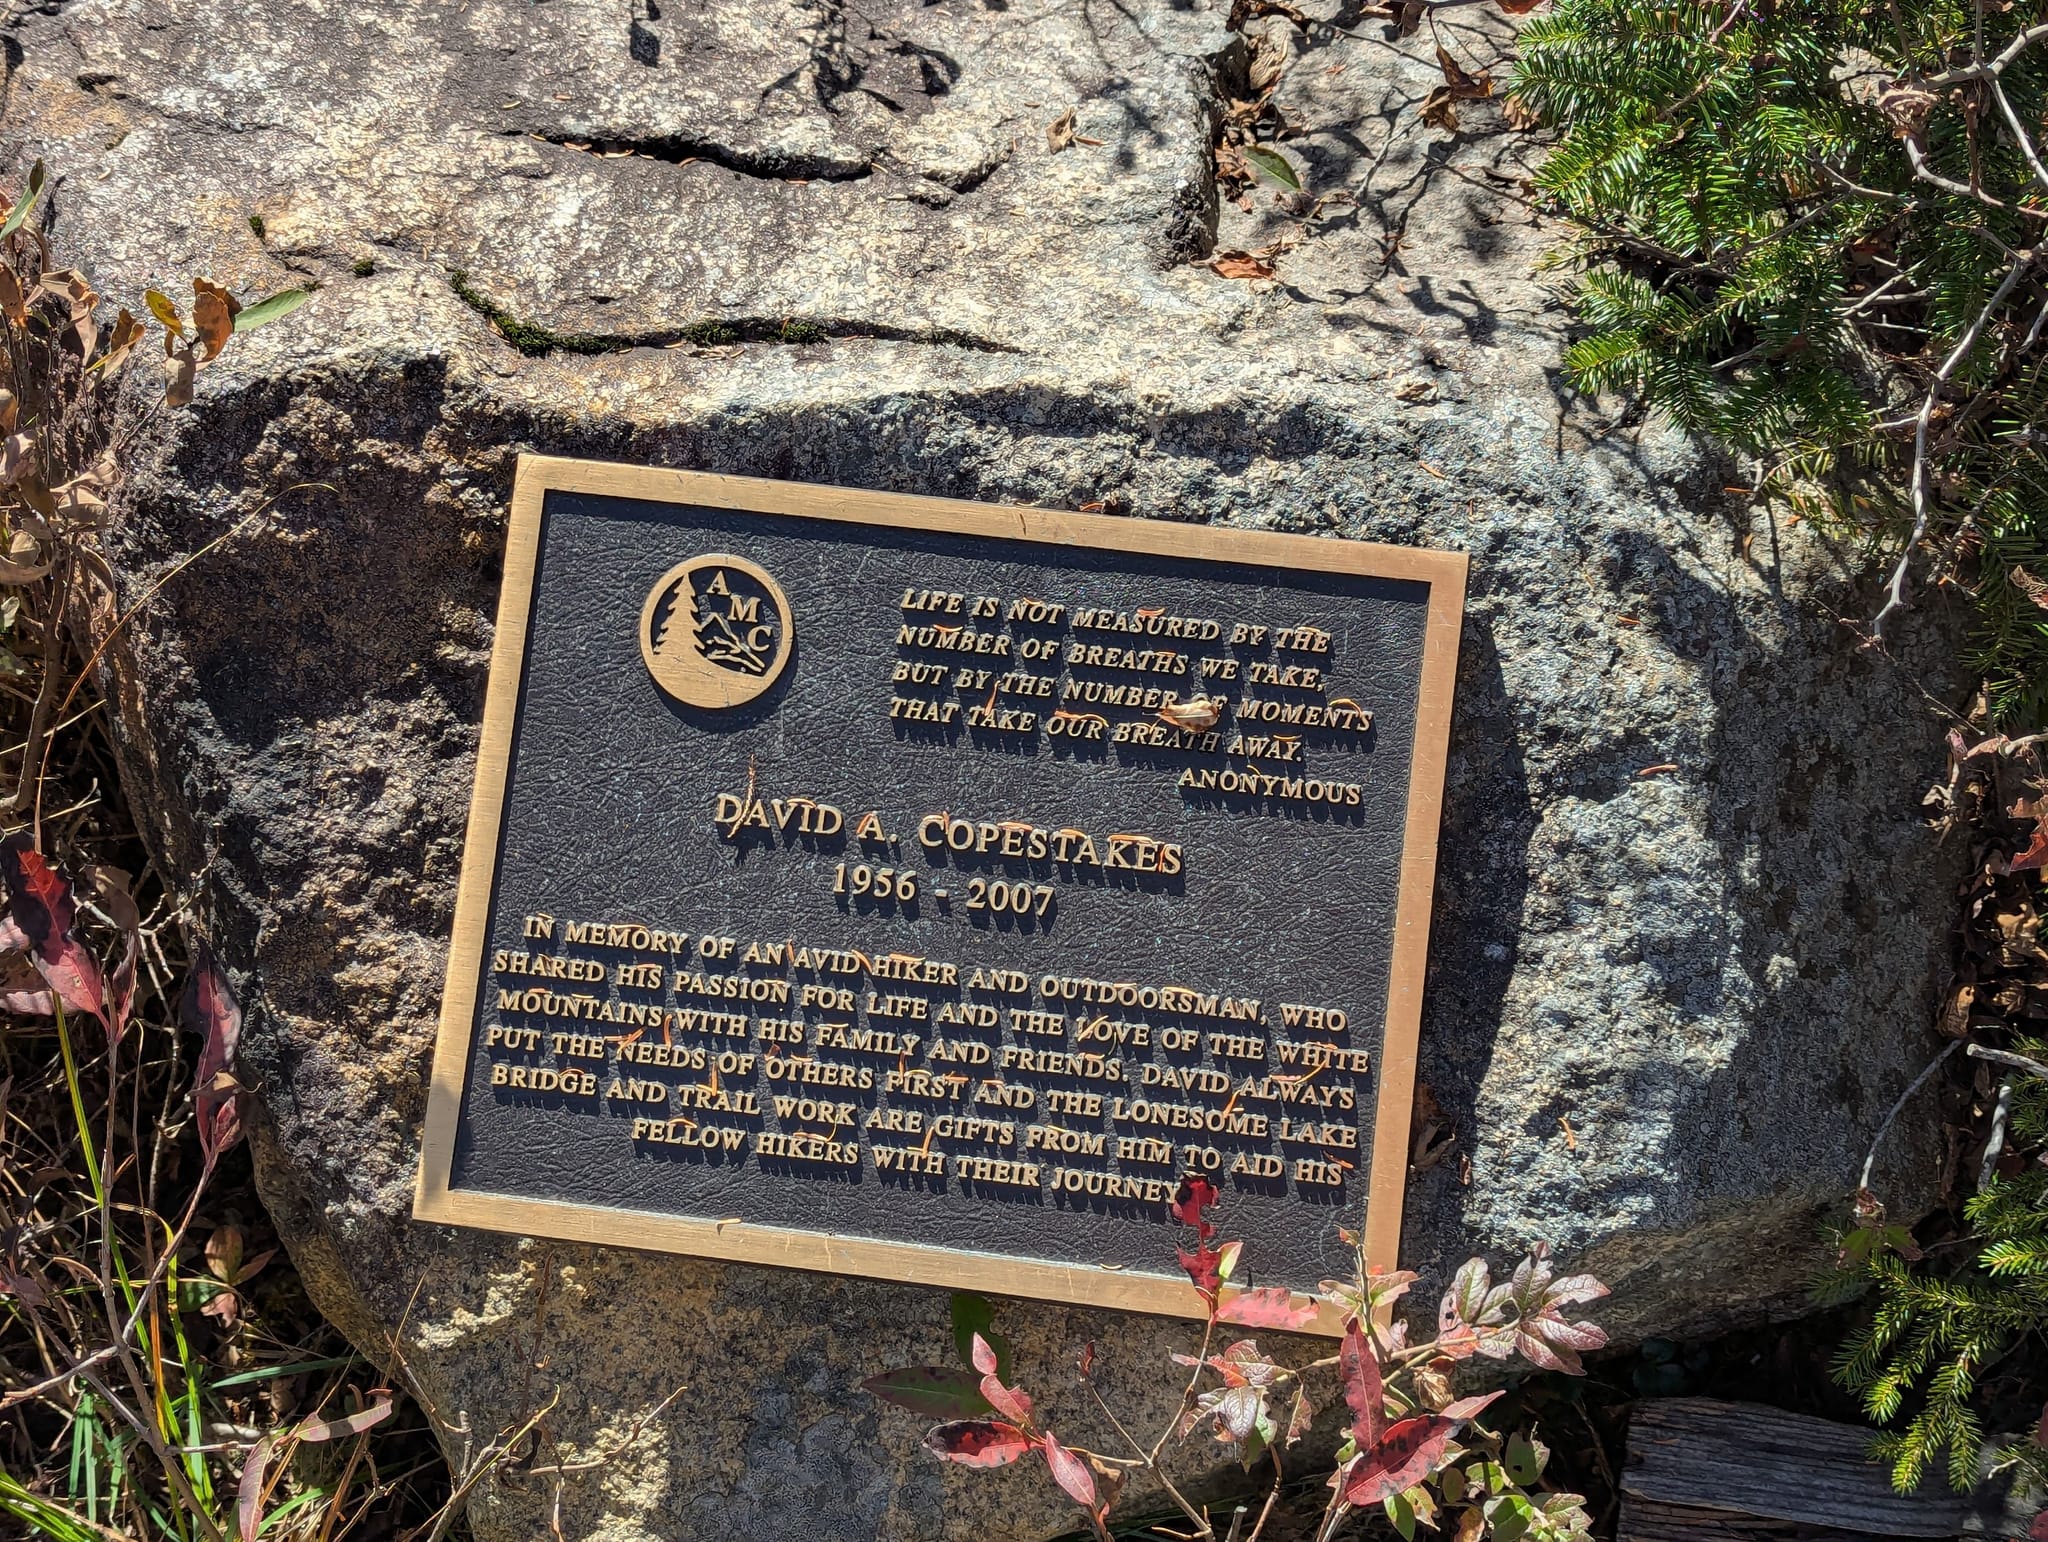 AMC
LIFE IS NOT MEASURED BY THE
NUMBER OF BREATHS WE TAKE,
BUT BY THE NUMBER OF MOMENTS
THAT TAKE OUR BREATH AWAY.
ANONYMOUS
DAVID A. COPESTAKES
1956 - 2007
IN MEMORY OF AN AVID HIKER AND OUTDOORSMAN, WHO
SHARED HIS PASSION FOR LIFE AND THE LOVE OF THE WHITE
MOUNTAINS WITH HIS FAMILY AND FRIENDS. DAVID ALWAYS
PUT THE NEEDS OF OTHERS FIRST AND THE LONESOME LAKE
BRIDGE AND TRAIL WORK ARE GIFTS FROM HIM TO AID HIS
FELLOW HIKERS WITH THEIR JOURNEY